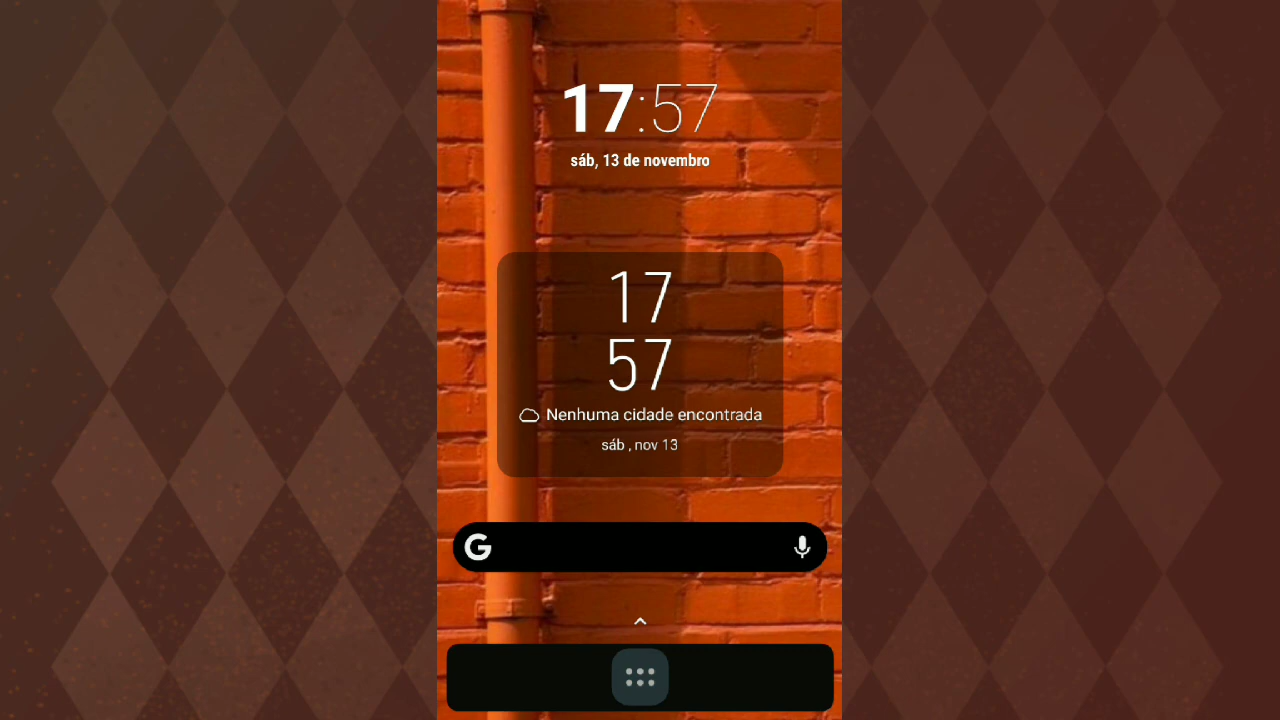 17:57
sáb, 13 de novembro
17
57
Nenhuma cidade encontrada
sáb , nov 13
G